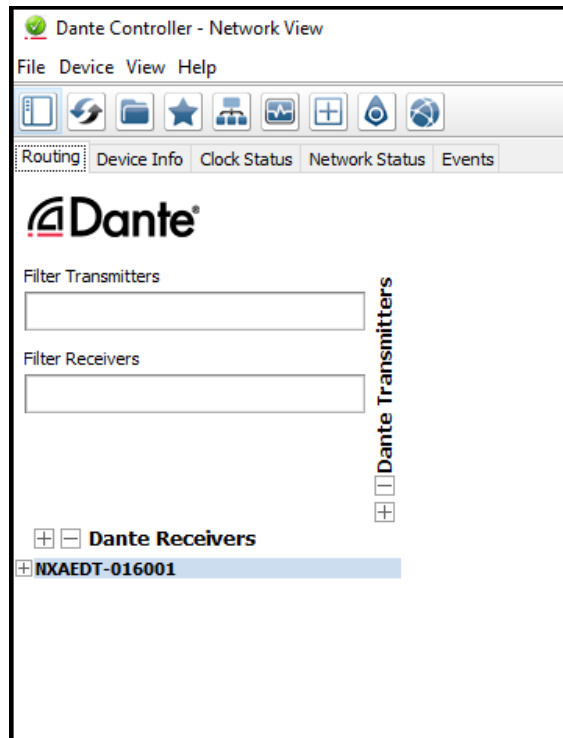 Dante Controller - Network View
File Device View Help
Routing Device Info Clock Status Network Status Events
Dante®
Filter Transmitters
Filter Receivers
Dante Transmitters
Dante Receivers
NXAEDT-016001